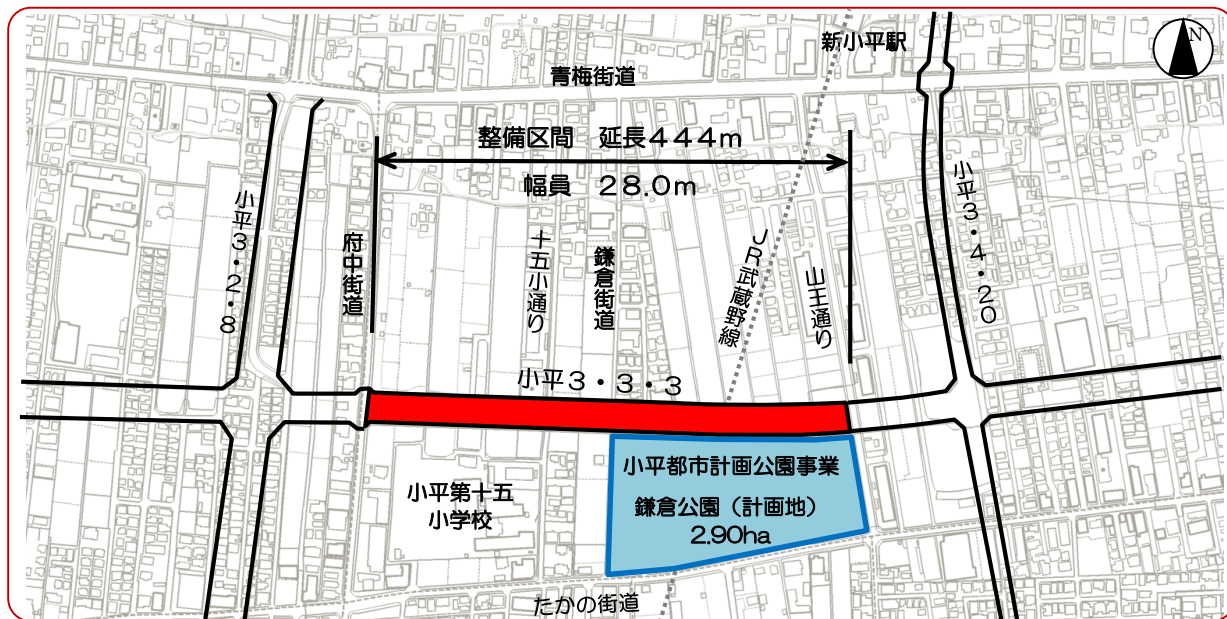 新小平駅
N
青梅街道
整備区間　延長４４４ｍ
幅員　２８.０ｍ
小平３・２・８
府中街道
十五小通り
鎌倉街道
ＪＲ武蔵野線
山王通り
小平３・４・２０
小平３・３・３
小平都市計画公園事業
鎌倉公園（計画地）
2.90ha
小平第十五
小学校
たかの街道